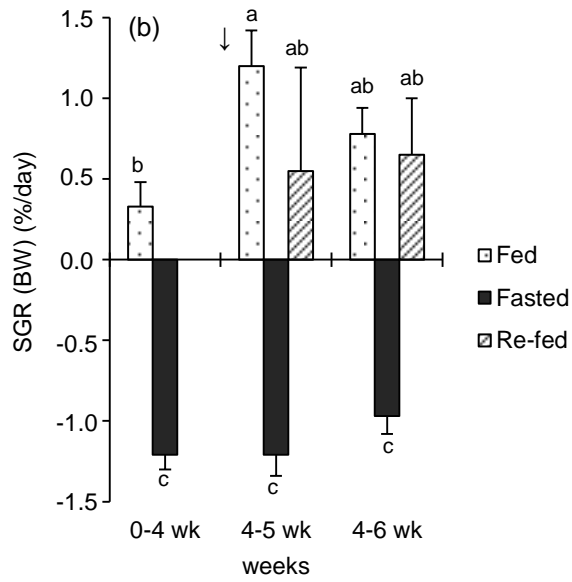 (b)
SGR (BW) (%/day)
1.5
1.0
0.5
0.0
-0.5
-1.0
-1.5
↓
a
ab
ab
ab
b
c
c
c
Fed
Fasted
Re-fed
0-4 wk
4-5 wk
4-6 wk
weeks